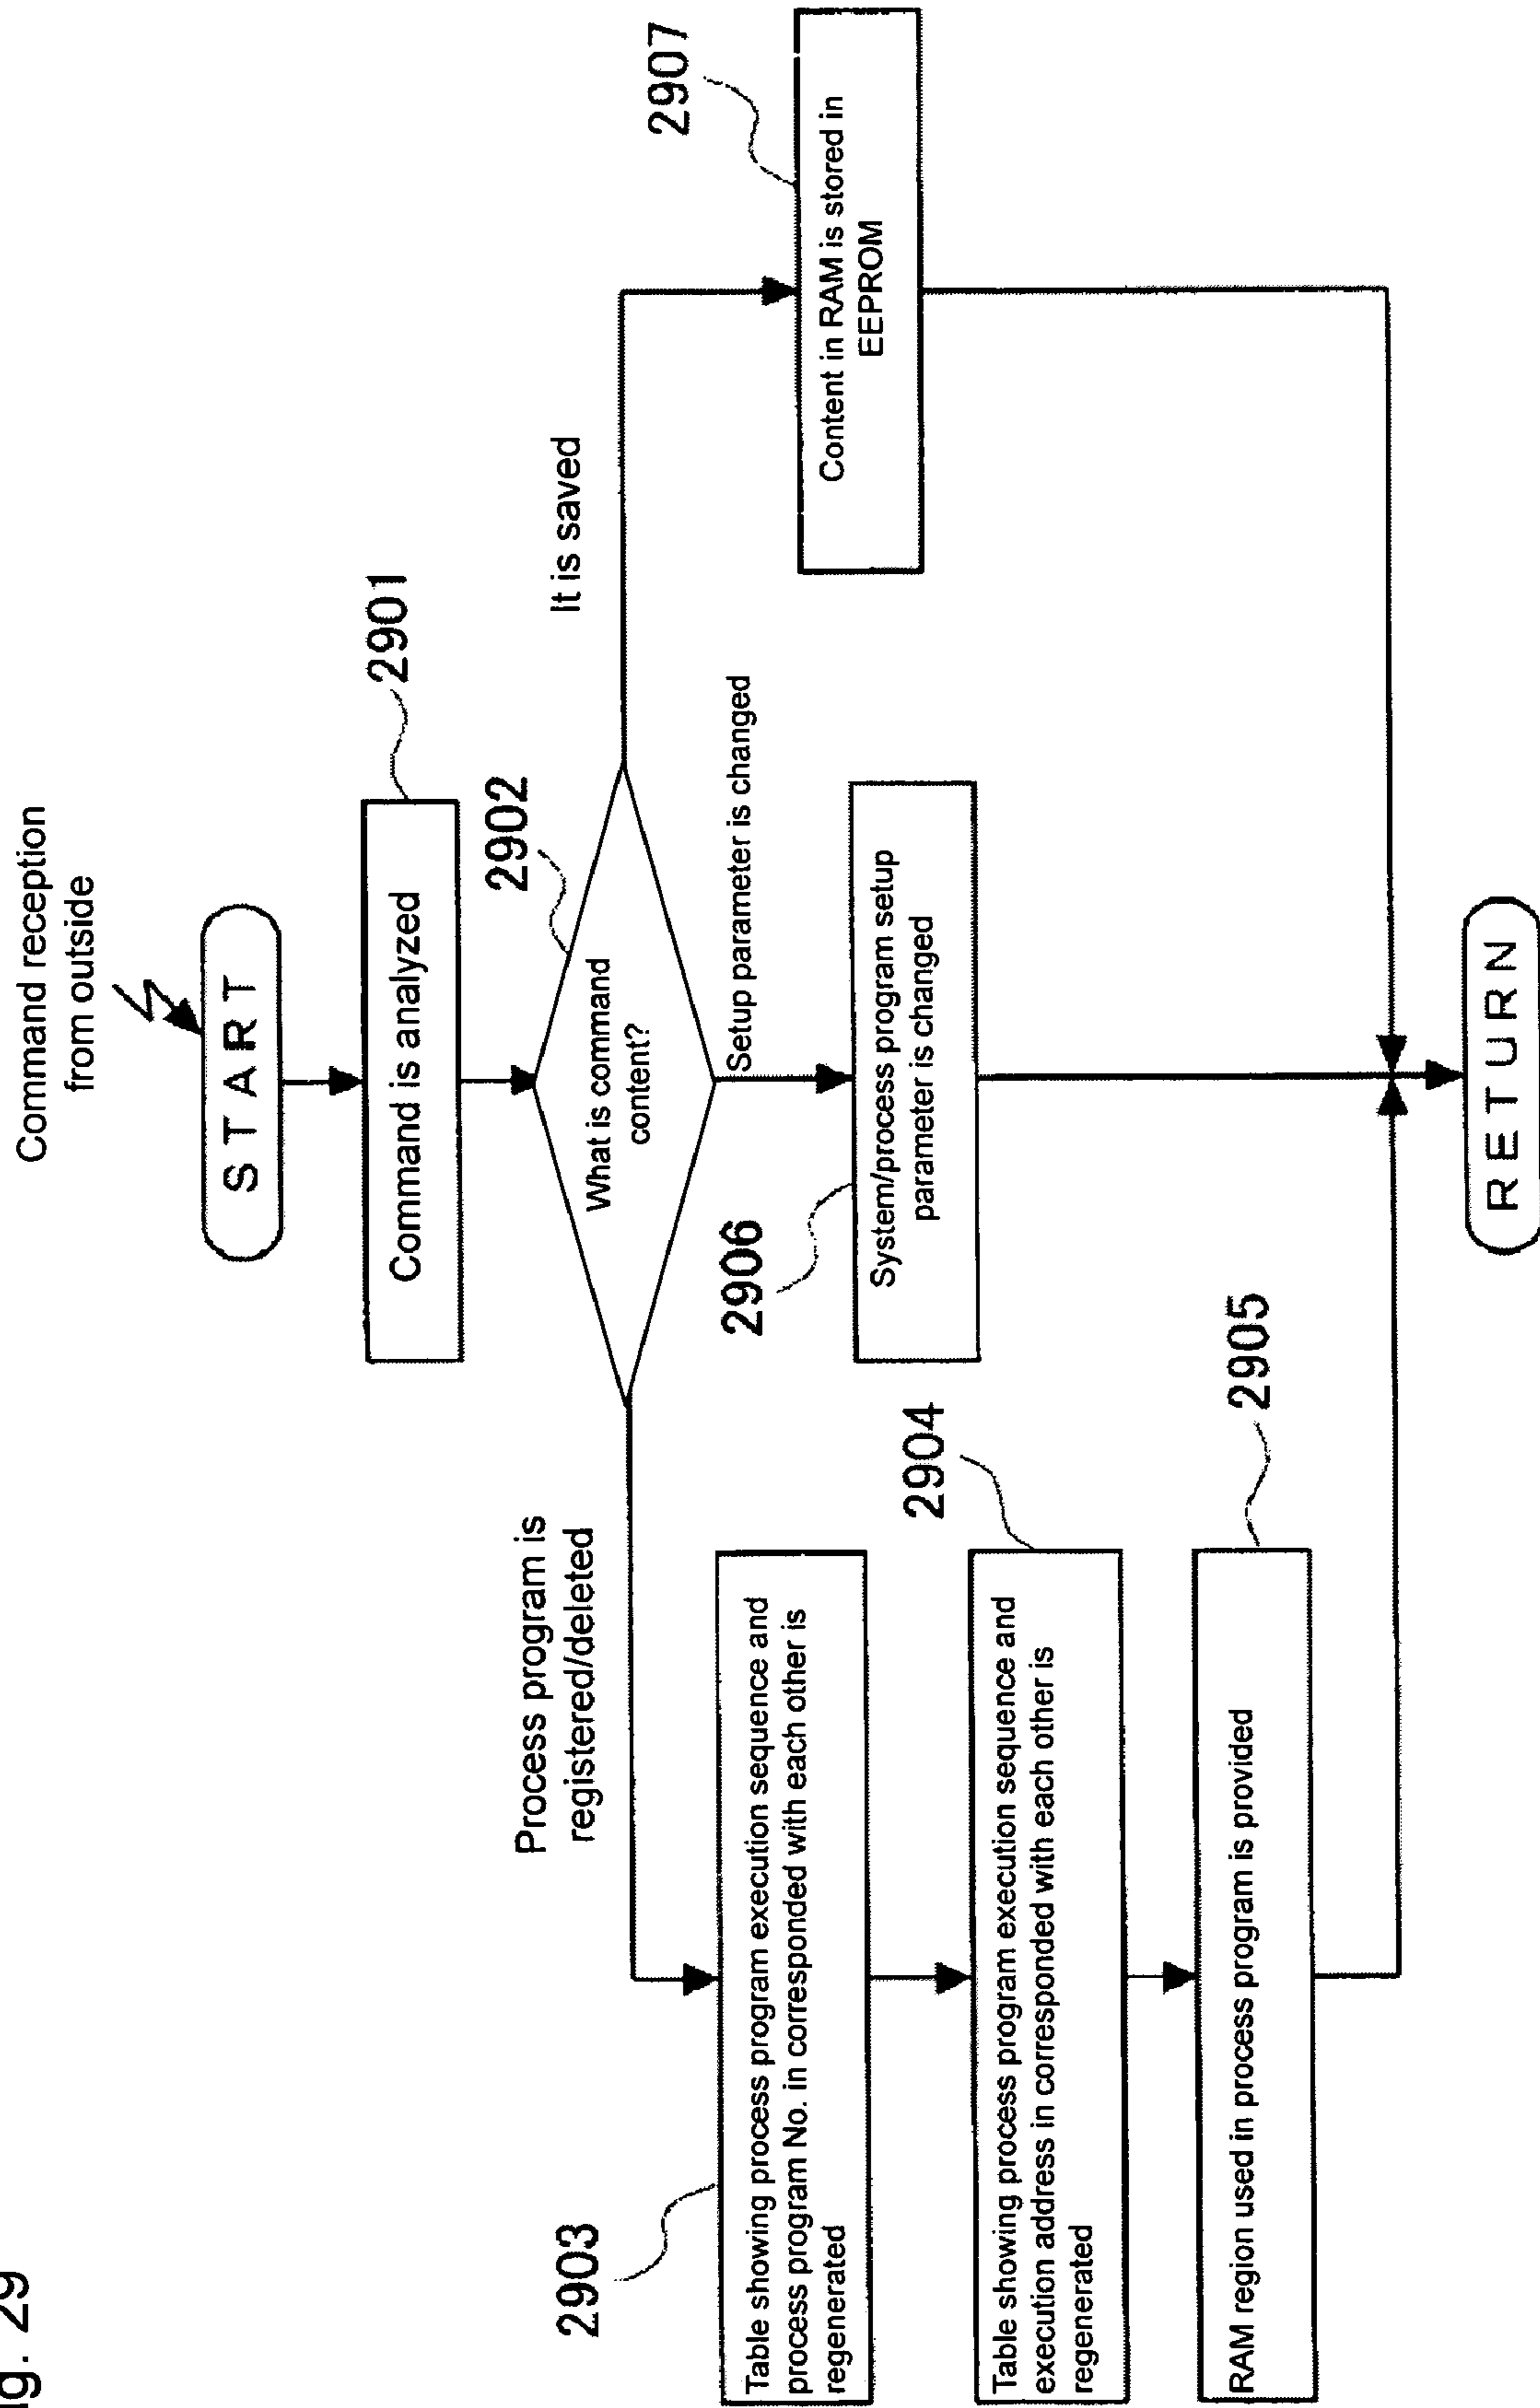 ig. 29
Command reception
from outside
START
Command is analyzed
2901
2902
What is command
content?
Process program is
registered/deleted
Setup parameter is changed
It is saved
2903
Table showing process program execution sequence and
process program No. in corresponded with each other is
regenerated
2904
Table showing process program execution sequence and
execution address in corresponded with each other is
regenerated
2905
RAM region used in process program is provided
2906
System/process program setup
parameter is changed
2907
Content in RAM is stored in
EEPROM
RETURN